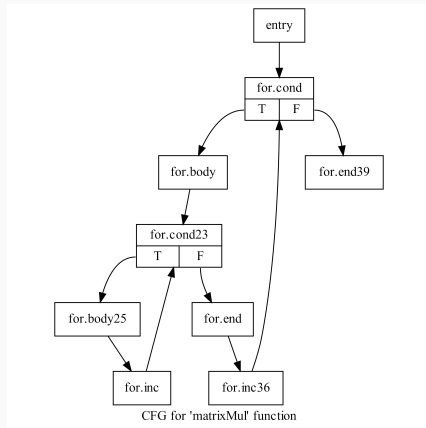 entry
for.cond
T F
for.body
for.end39
for.cond23
T F
for.body25
for.end
for.inc
for.inc36
CFG for 'matrixMul' function